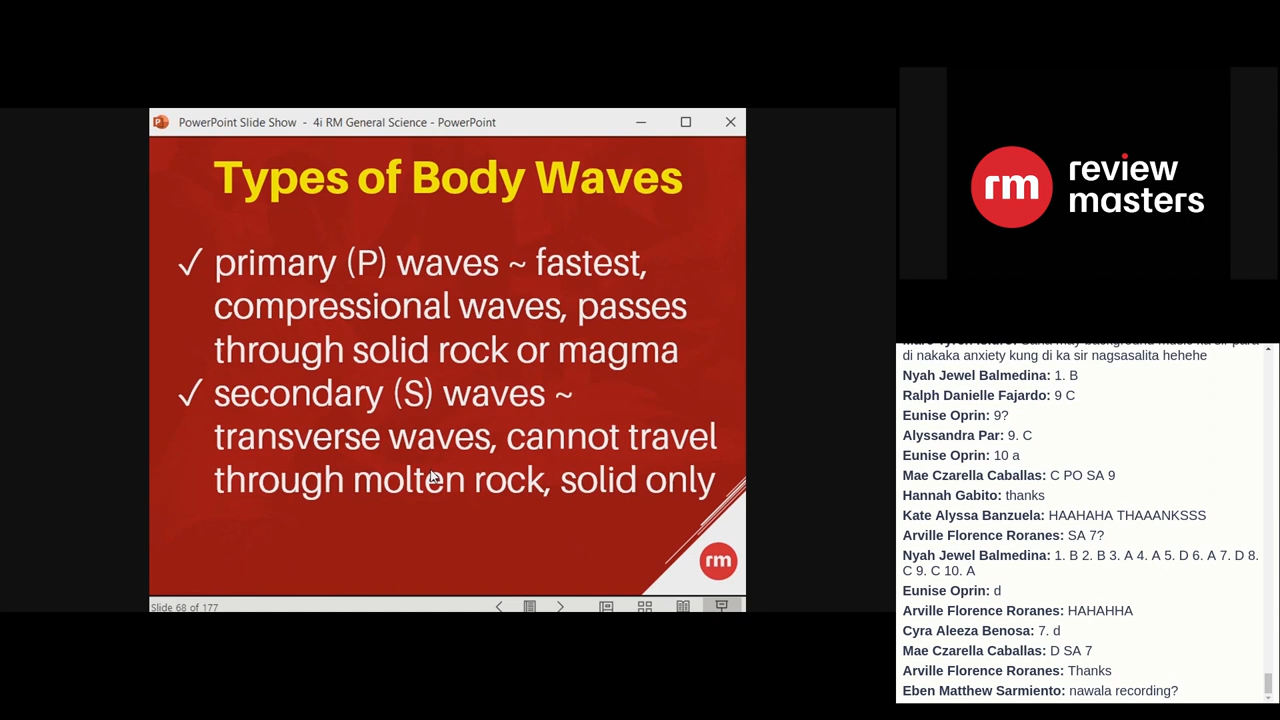 PowerPoint Slide Show - 4i RM General Science - PowerPoint
Types of Body Waves
✓ primary (P) waves ~ fastest,
compressional waves, passes
through solid rock or magma
✓ secondary (S) waves ~
transverse waves, cannot travel
through molten rock, solid only
rm
Slide 68 of 177
rm
review
masters
di nakaka anxiety kung di ka sir nagsasalita hehehe
Nyah Jewel Balmedina: 1. B
Ralph Danielle Fajardo: 9 C
Eunise Oprin: 9?
Alyssandra Par: 9. C
Eunise Oprin: 10 a
Mae Czarella Caballas: C PO SA 9
Hannah Gabito: thanks
Kate Alyssa Banzuela: HAAHAHA THAAANKSSS
Arville Florence Roranes: SA 7?
Nyah Jewel Balmedina: 1. B 2. B 3. A 4. A 5. D 6. A 7. D 8.
C 9. C 10. A
Eunise Oprin: d
Arville Florence Roranes: HAHAHHA
Cyra Aleeza Benosa: 7. d
Mae Czarella Caballas: D SA 7
Arville Florence Roranes: Thanks
Eben Matthew Sarmiento: nawala recording?